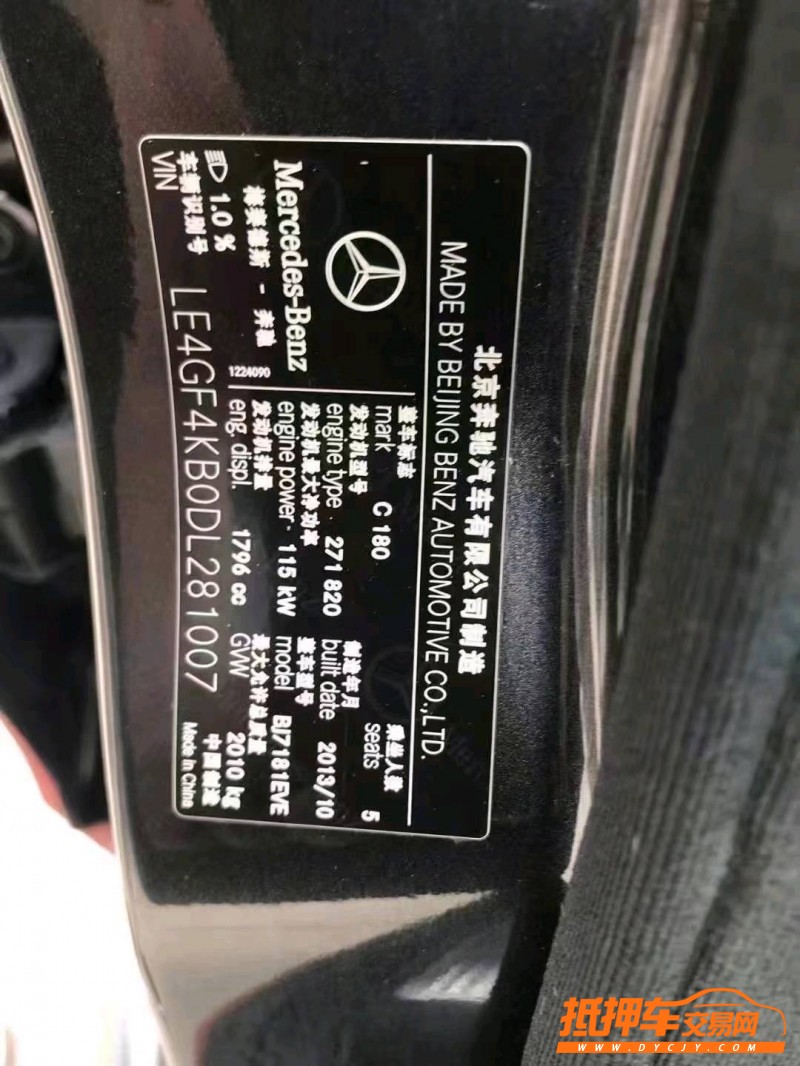 北京奔驰汽车有限公司制造
MADE BY BEIJING BENZ AUTOMOTIVE CO.,LTD.
整车标志
mark C 180
乘坐人数
seats 5
发动机型号
engine type 271 820
制造年月
built date 2013/10
发动机最大净功率
engine power 115 kW
整车型号
model BJ7181EVE
发动机排量
eng. displ. 1796 cc
最大允许总质量
GVW 2010 kg
Mercedes-Benz
梅赛德斯 - 奔驰
1224090
1.0 %
中国制造
Made in China
车辆识别号
VIN LE4GF4KB0DL281007
抵押车交易网
WWW.DYCJY.COM